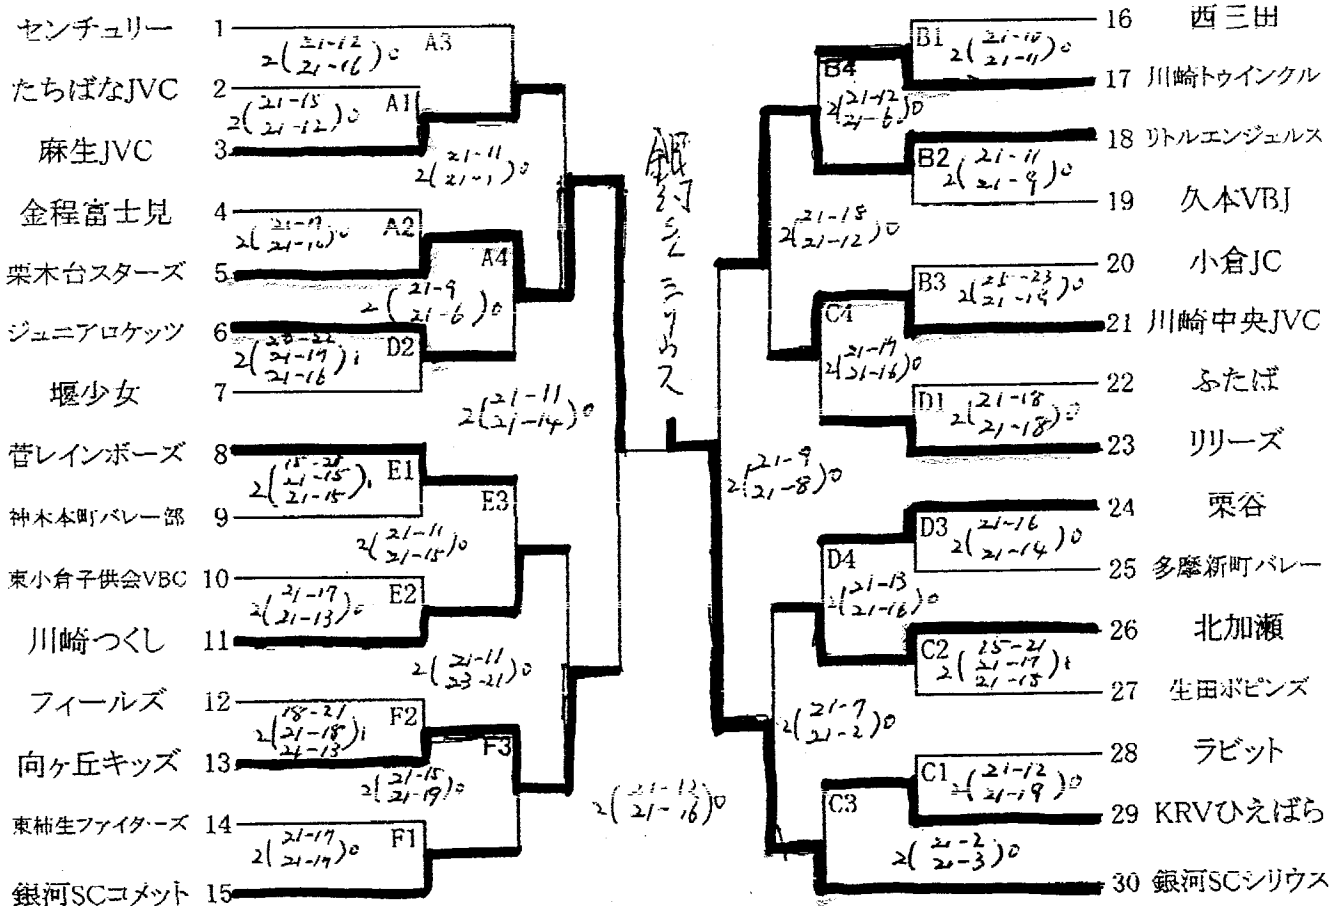 センチュリー 1
A3
2(21-12 21-16)0
たちばなJVC 2
A1
2(21-15 21-12)0
麻生JVC 3
2(21-11 21-1)0
金程富士見 4
A2
栗木台スターズ 5
A4
2(21-9 21-6)0
ジュニアロケッツ 6
D2
堰少女 7
2(21-11 21-14)0
菅レインボーズ 8
E1
神木本町バレー部 9
E3
2(21-11 21-15)0
東小倉子供会VBC 10
E2
2(21-17 21-13)0
川崎つくし 11
2(21-11 23-21)0
フィールズ 12
F2
2(18-21 21-18 21-13)1
向ヶ丘キッズ 13
F3
2(21-15 21-19)0
東柿生ファイターズ 14
F1
2(21-17 21-17)0
銀河SCコメット 15
16 西三田
B1
17 川崎トゥインクル
B4
2(21-12 21-6)0
18 リトルエンジェルス
B2
2(21-11 21-9)0
19 久本VBJ
2(21-18 21-12)0
20 小倉JC
B3
2(25-23 21-19)0
21 川崎中央JVC
C4
2(21-17 21-16)0
22 ふたば
D1
2(21-18 21-18)0
23 リリーズ
2(21-9 21-8)0
24 栗谷
D3
2(21-16 21-14)0
25 多摩新町バレー
D4
2(21-13 21-16)0
26 北加瀬
C2
27 生田ポピンズ
2(21-7 21-2)0
28 ラビット
C1
2(21-12 21-19)0
29 KRVひえばら
C3
2(21-2 21-3)0
30 銀河SCシリウス